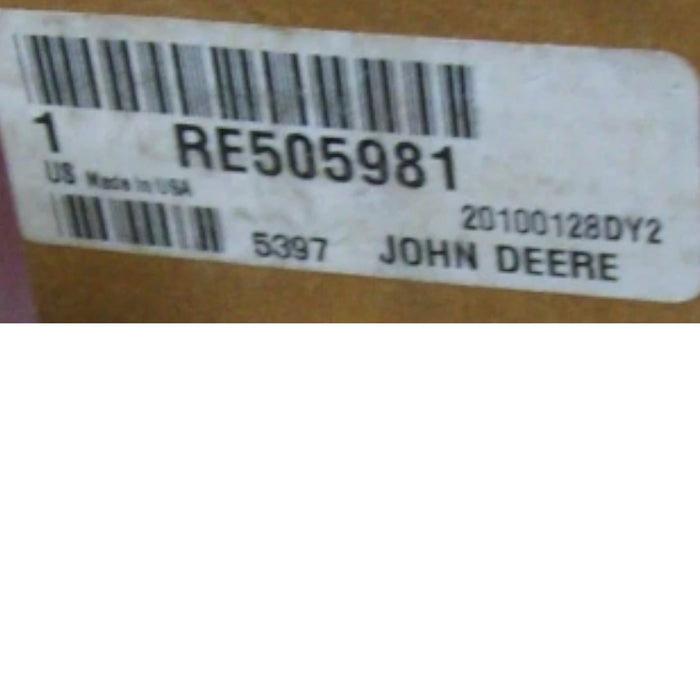 1 RE505981
US Made in USA
20100128DY2
5397 JOHN DEERE